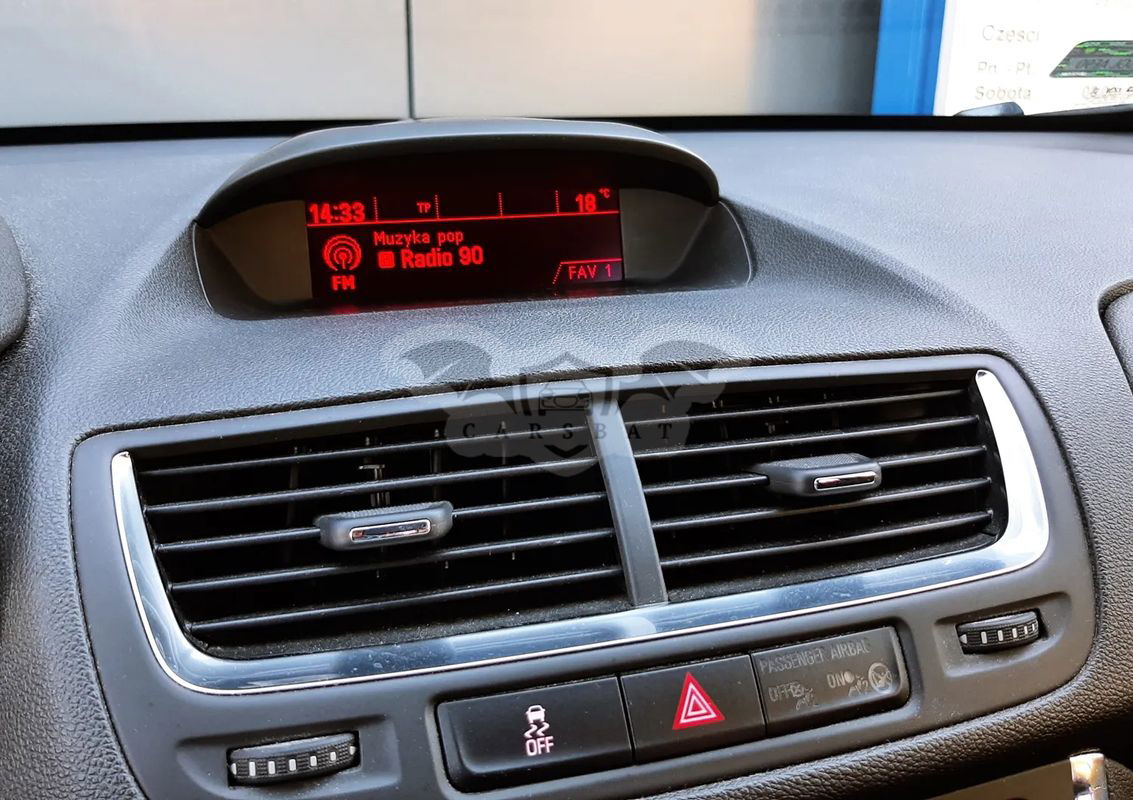 Części
Pn. - Pt.
Sobota
14:33 TP 18 °C
Muzyka pop
Radio 90
FM
FAV 1
CARSBAT
PASSENGER AIRBAG
OFF ON
OFF